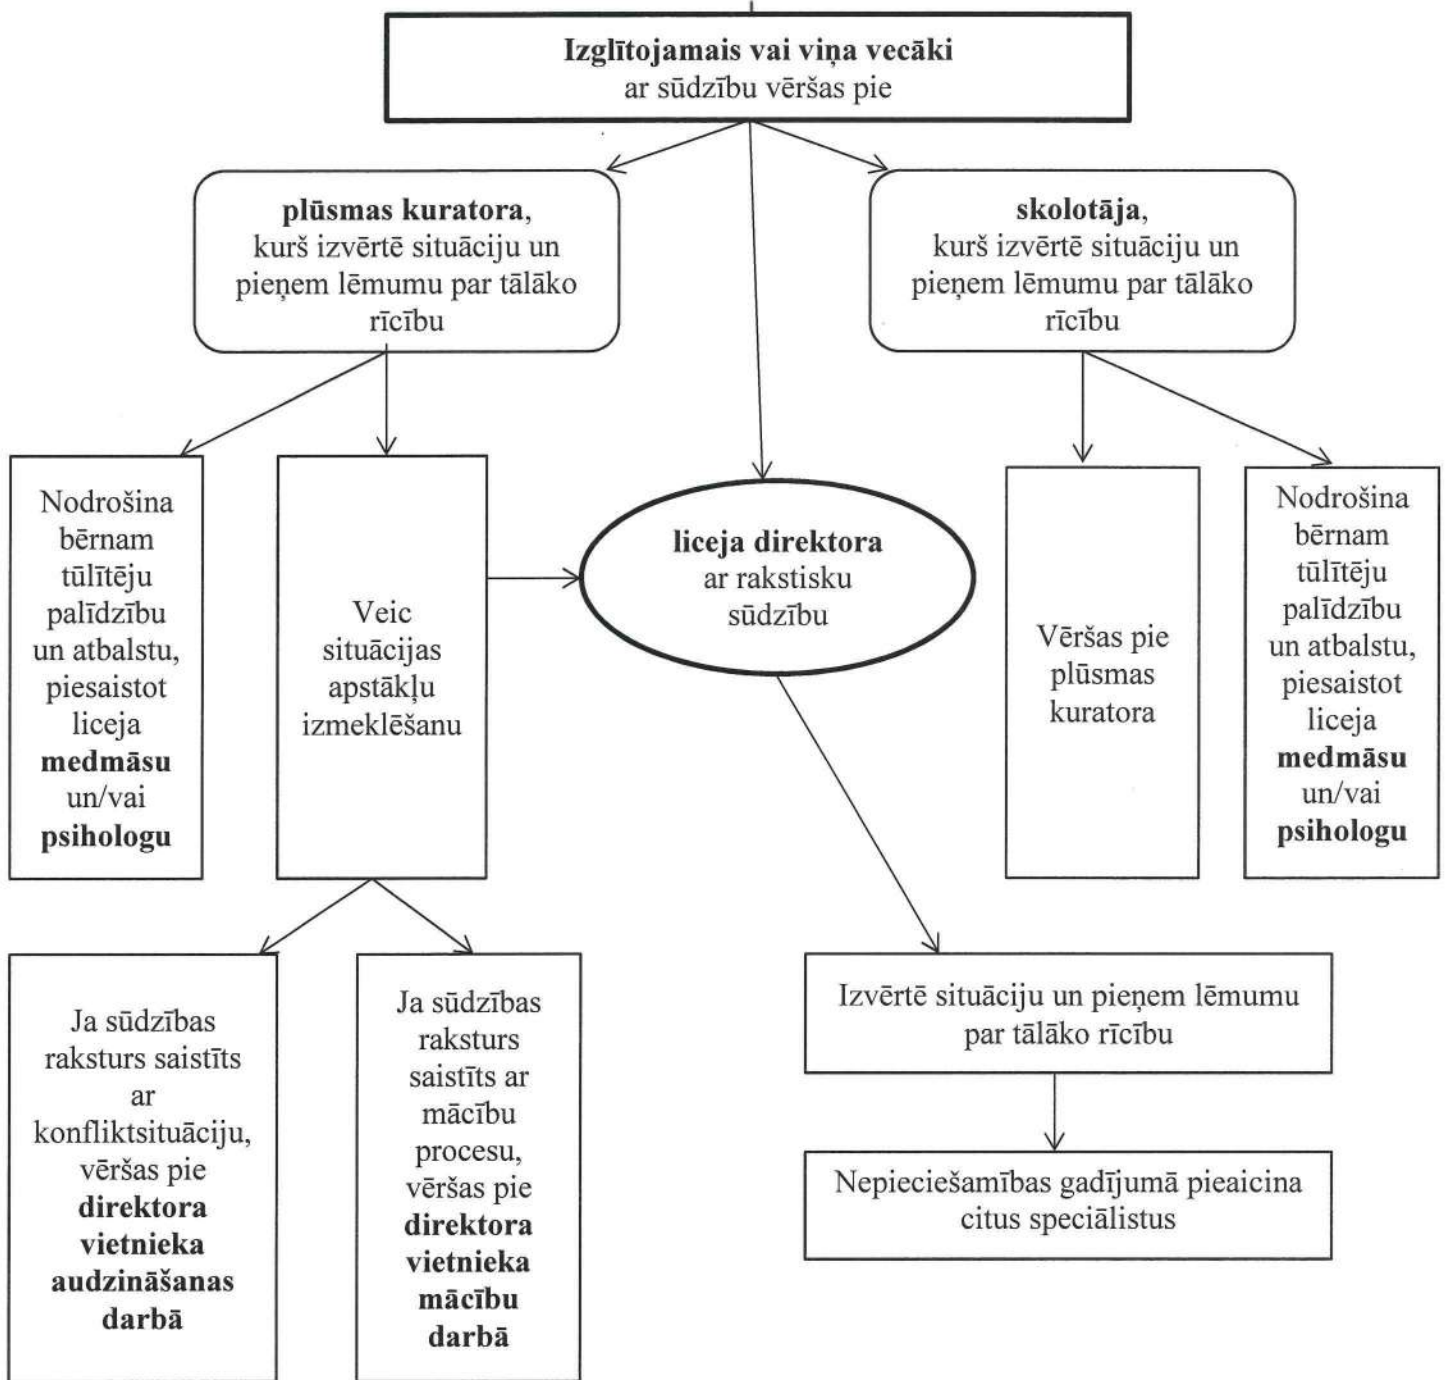 Izglītojamais vai viņa vecāki
ar sūdzību vēršas pie
plūsmas kuratora,
kurš izvērtē situāciju un
pieņem lēmumu par tālāko
rīcību
skolotāja,
kurš izvērtē situāciju un
pieņem lēmumu par tālāko
rīcību
Nodrošina
bērnam
tūlītēju
palīdzību
un atbalstu,
piesaistot
liceja
medmāsu
un/vai
psihologu
Veic
situācijas
apstākļu
izmeklēšanu
liceja direktora
ar rakstisku
sūdzību
Vēršas pie
plūsmas
kuratora
Nodrošina
bērnam
tūlītēju
palīdzību
un atbalstu,
piesaistot
liceja
medmāsu
un/vai
psihologu
Ja sūdzības
raksturs saistīts
ar
konfliktsituāciju,
vēršas pie
direktora
vietnieka
audzināšanas
darbā
Ja sūdzības
raksturs
saistīts ar
mācību
procesu,
vēršas pie
direktora
vietnieka
mācību
darbā
Izvērtē situāciju un pieņem lēmumu
par tālāko rīcību
Nepieciešamības gadījumā pieaicina
citus speciālistus